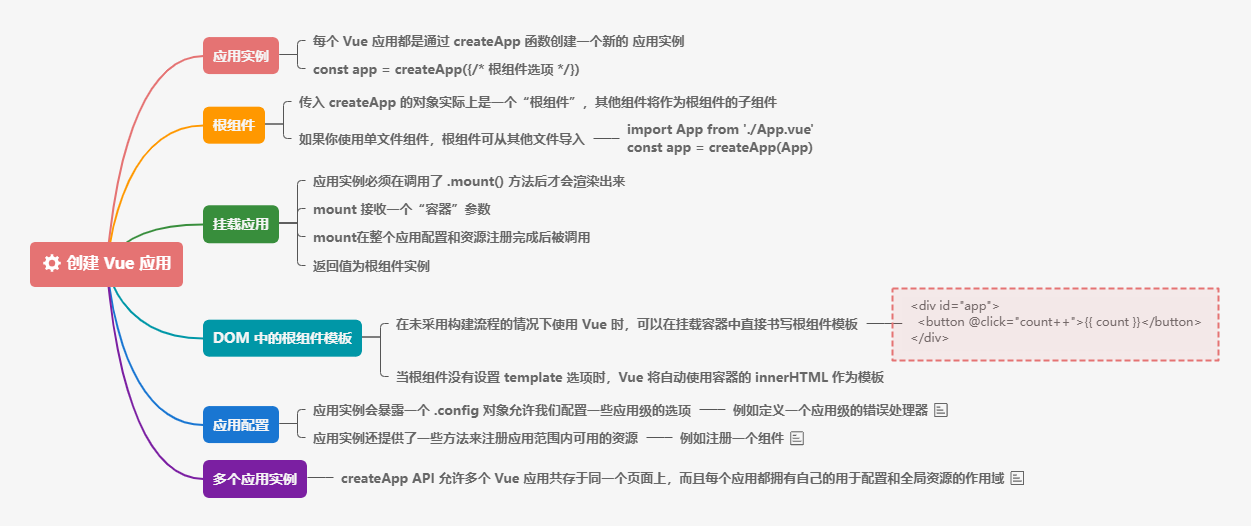 创建 Vue 应用
应用实例
每个 Vue 应用都是通过 createApp 函数创建一个新的 应用实例
const app = createApp({/* 根组件选项 */})
根组件
传入 createApp 的对象实际上是一个“根组件”，其他组件将作为根组件的子组件
如果你使用单文件组件，根组件可从其他文件导入
import App from './App.vue'
const app = createApp(App)
挂载应用
应用实例必须在调用了 .mount() 方法后才会渲染出来
mount 接收一个“容器”参数
mount在整个应用配置和资源注册完成后被调用
返回值为根组件实例
DOM 中的根组件模板
在未采用构建流程的情况下使用 Vue 时，可以在挂载容器中直接书写根组件模板
<div id="app">
<button @click="count++">{{ count }}</button>
</div>
当根组件没有设置 template 选项时，Vue 将自动使用容器的 innerHTML 作为模板
应用配置
应用实例会暴露一个 .config 对象允许我们配置一些应用级的选项
例如定义一个应用级的错误处理器
应用实例还提供了一些方法来注册应用范围内可用的资源
例如注册一个组件
多个应用实例
createApp API 允许多个 Vue 应用共存于同一个页面上，而且每个应用都拥有自己的用于配置和全局资源的作用域